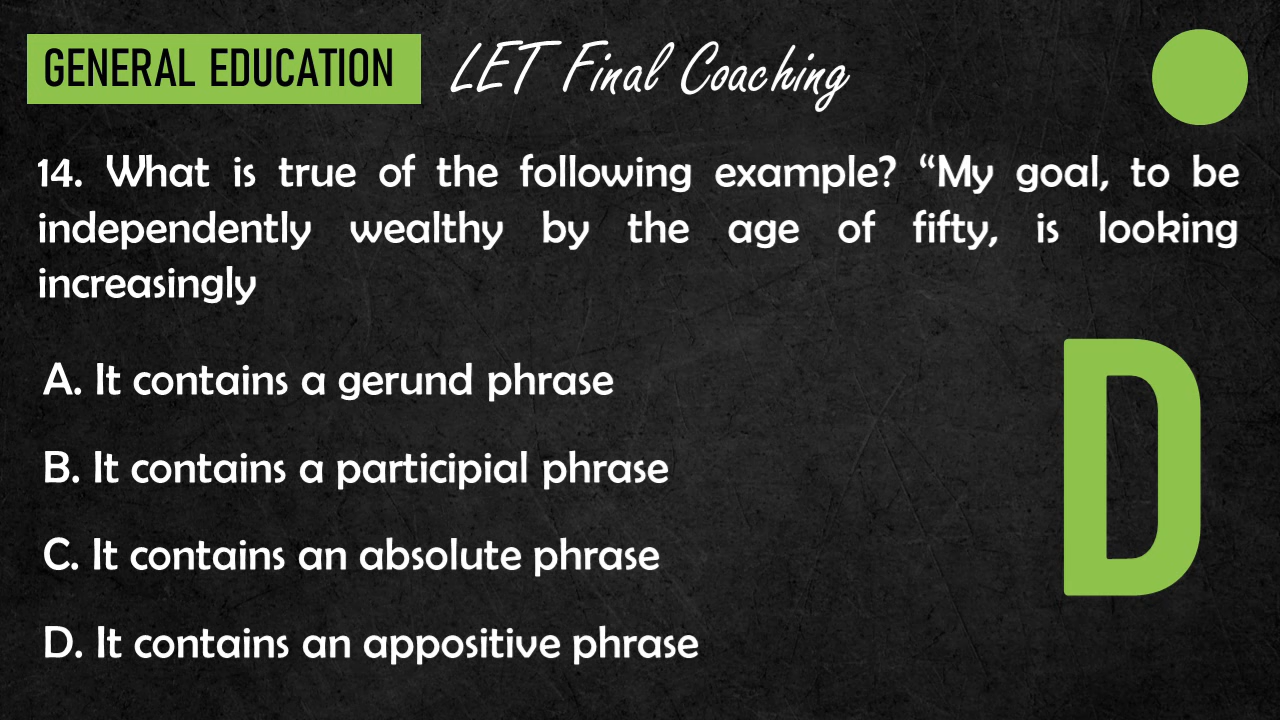 GENERAL EDUCATION LET Final Coaching
14. What is true of the following example? “My goal, to be
independently wealthy by the age of fifty, is looking
increasingly
A. It contains a gerund phrase
B. It contains a participial phrase
C. It contains an absolute phrase
D. It contains an appositive phrase
D